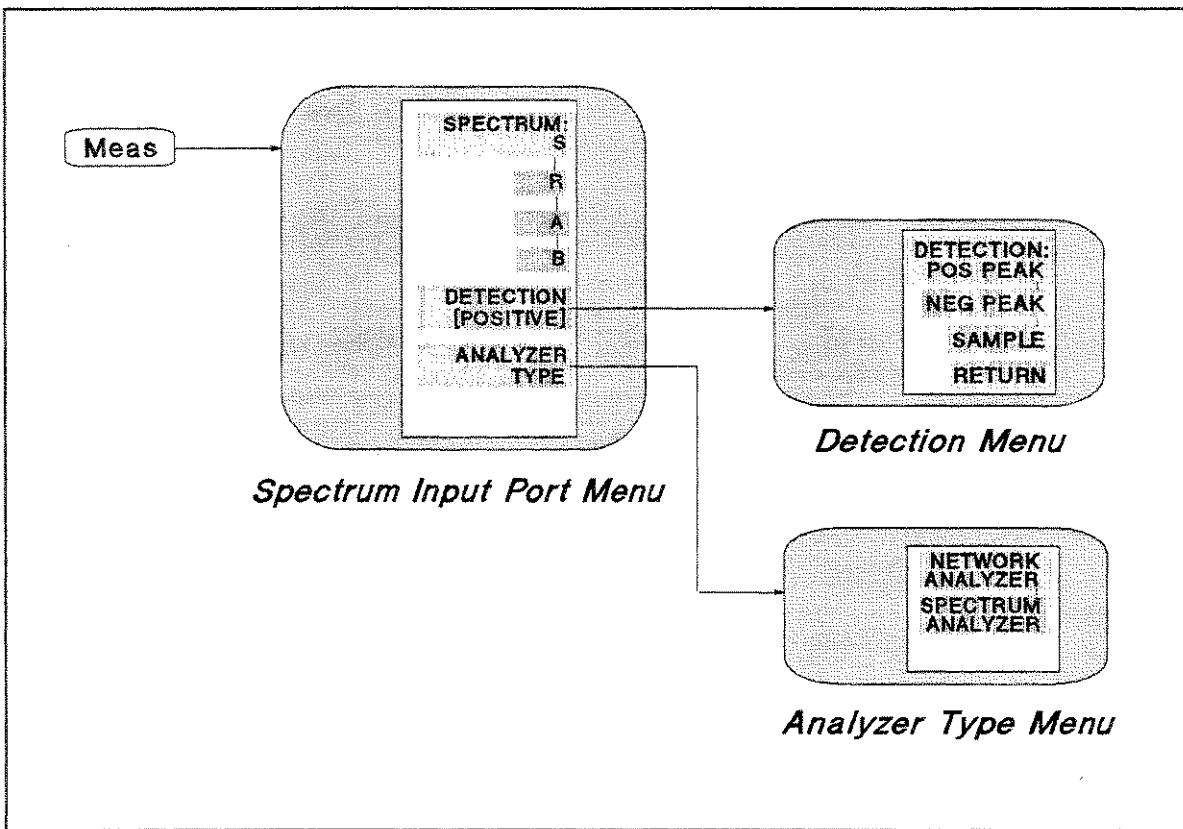 Meas
SPECTRUM:
S
R
A
B
DETECTION
[POSITIVE]
ANALYZER
TYPE
Spectrum Input Port Menu
DETECTION:
POS PEAK
NEG PEAK
SAMPLE
RETURN
Detection Menu
NETWORK
ANALYZER
SPECTRUM
ANALYZER
Analyzer Type Menu